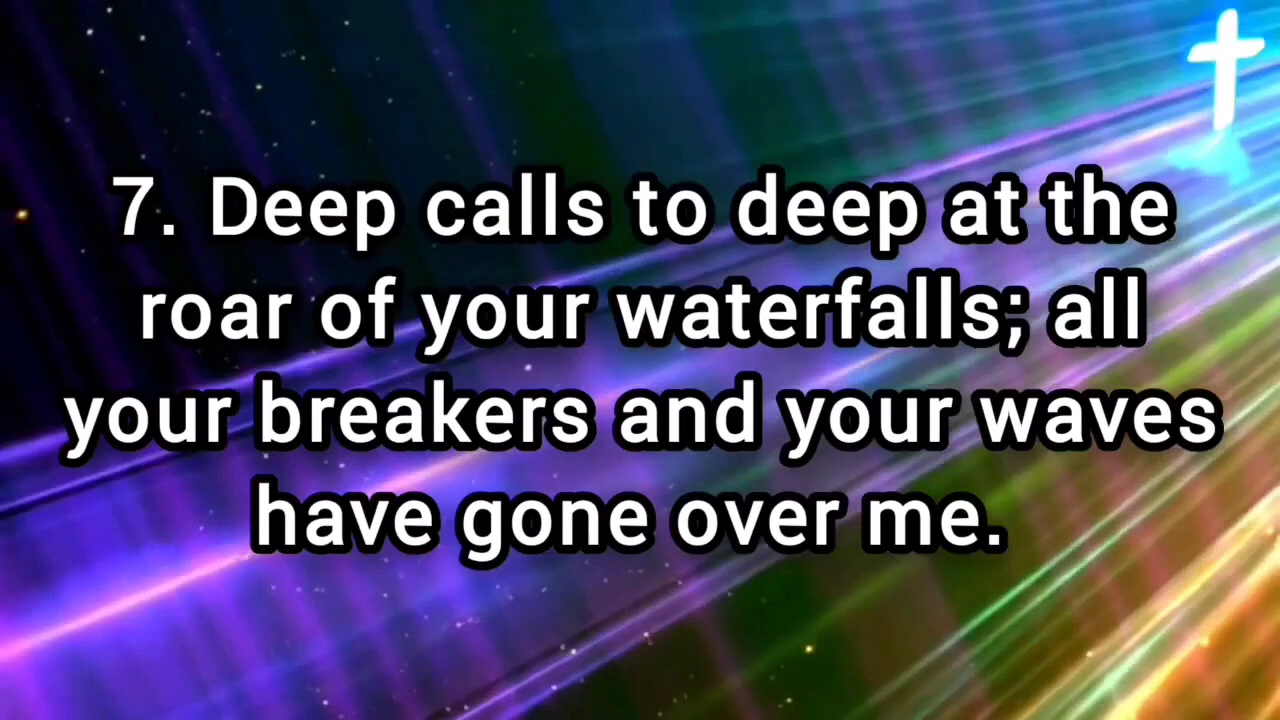 7. Deep calls to deep at the
roar of your waterfalls; all
your breakers and your waves
have gone over me.